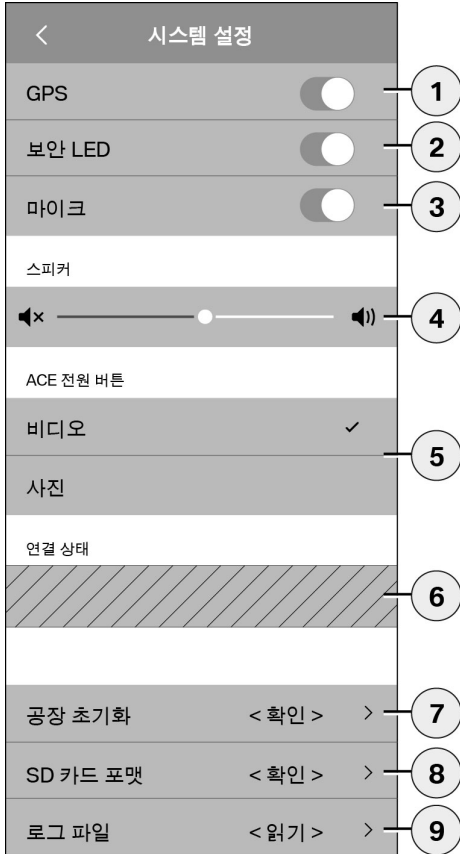 시스템 설정
GPS 1
보안 LED 2
마이크 3
스피커
4
ACE 전원 버튼
비디오
5
사진
연결 상태
6
공장 초기화 < 확인 > 7
SD 카드 포맷 < 확인 > 8
로그 파일 < 읽기 > 9